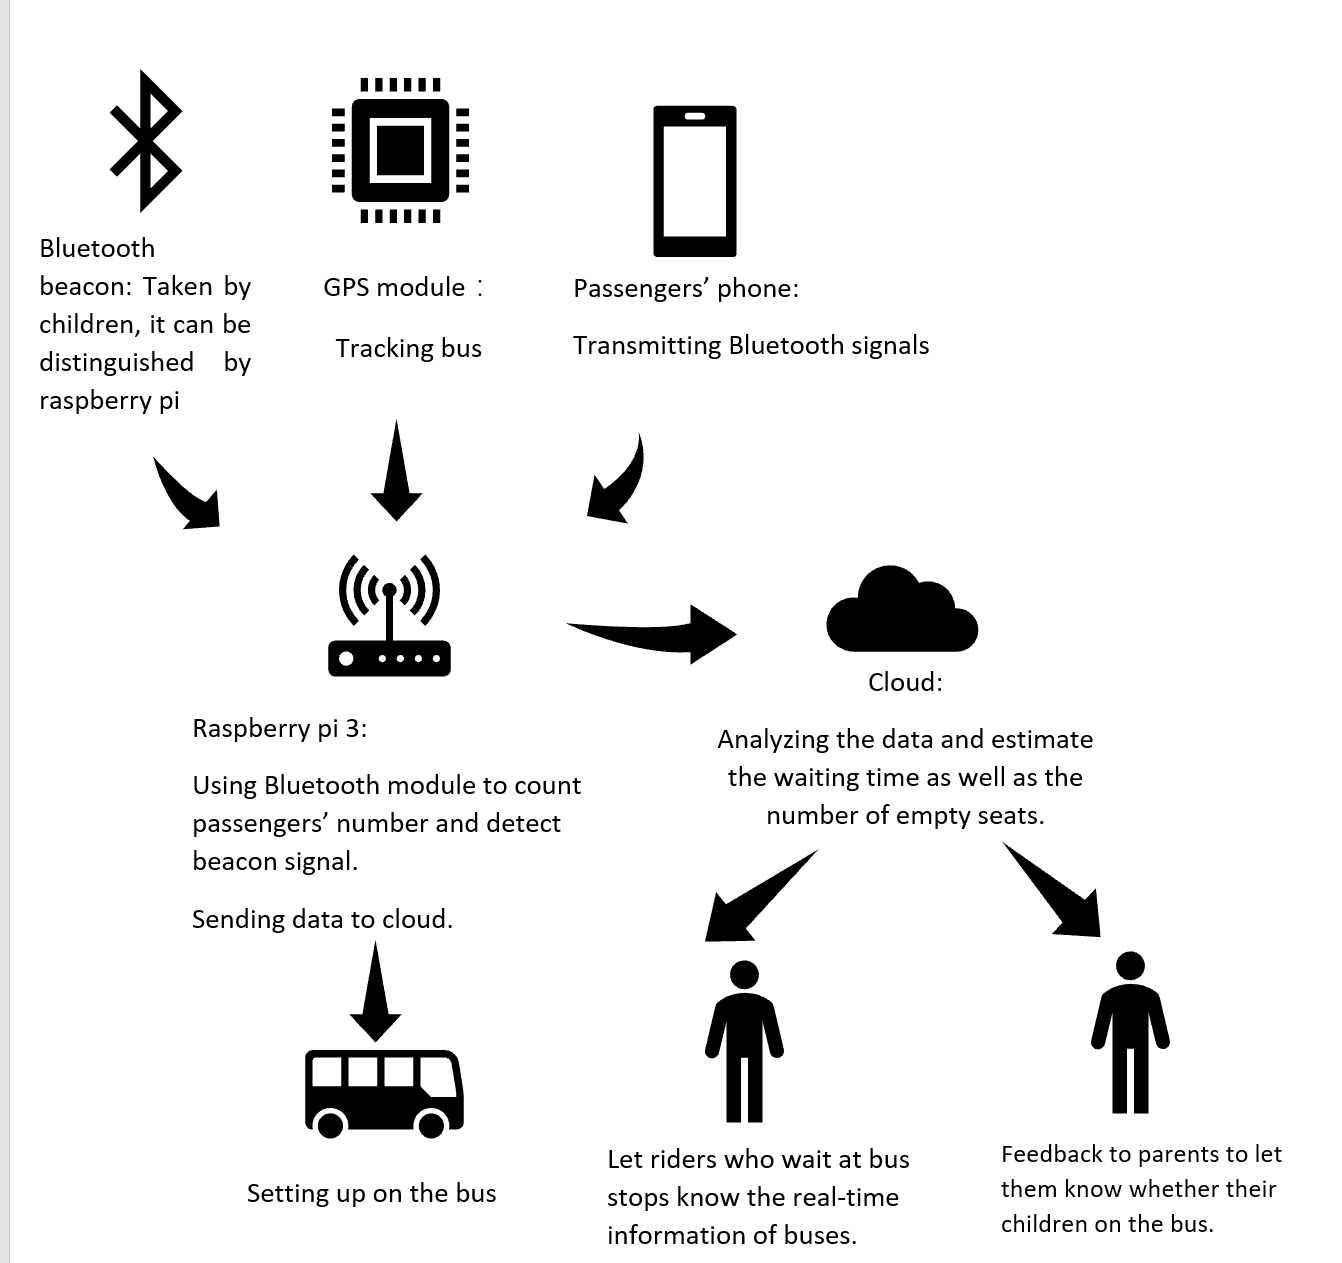 Bluetooth
beacon: Taken by
children, it can be
distinguished by
raspberry pi
GPS module：
Tracking bus
Passengers’ phone:
Transmitting Bluetooth signals
Raspberry pi 3:
Using Bluetooth module to count
passengers’ number and detect
beacon signal.
Sending data to cloud.
Cloud:
Analyzing the data and estimate
the waiting time as well as the
number of empty seats.
Setting up on the bus
Let riders who wait at bus
stops know the real-time
information of buses.
Feedback to parents to let
them know whether their
children on the bus.